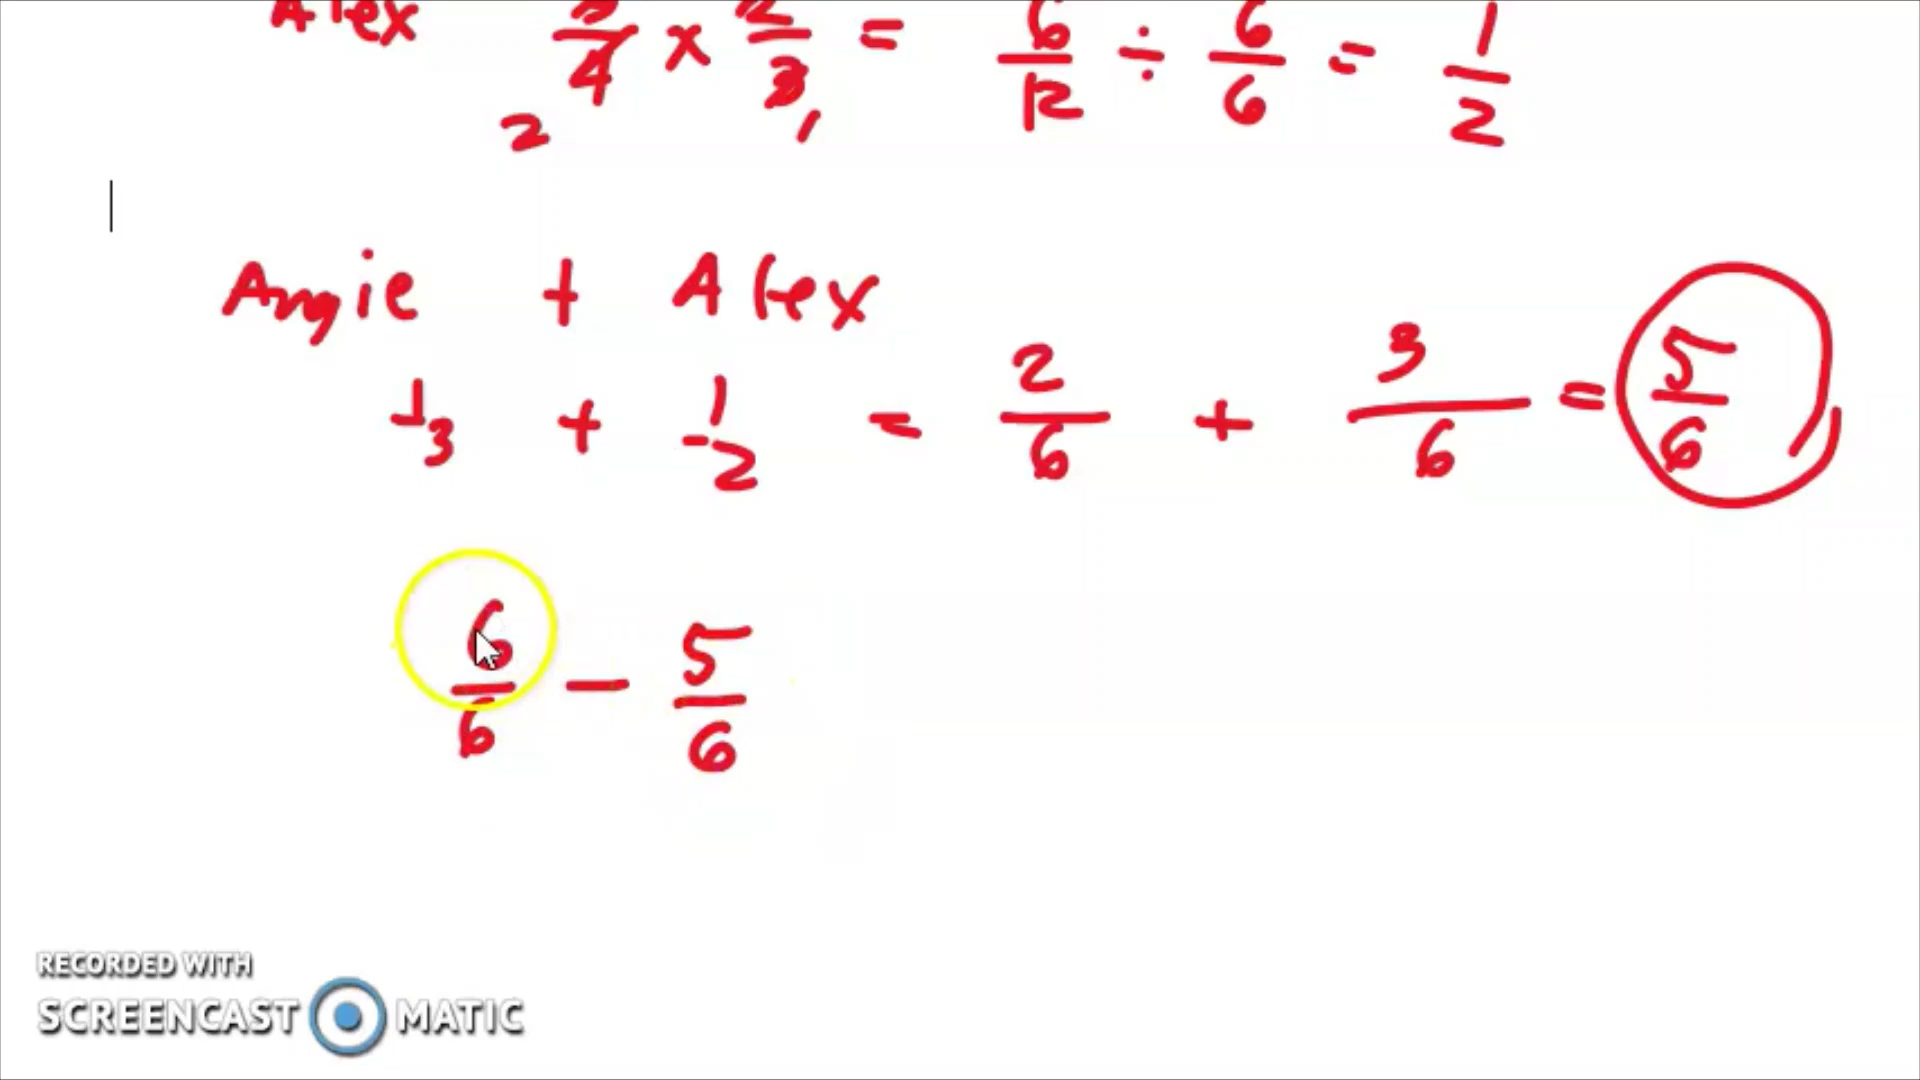 Alex 3/4 x 2/3 = 6/12 ÷ 6/6 = 1/2
2 1
Angie + Alex
1/3 + 1/2 = 2/6 + 3/6 = 5/6
6/6 - 5/6
RECORDED WITH
SCREENCAST MATIC